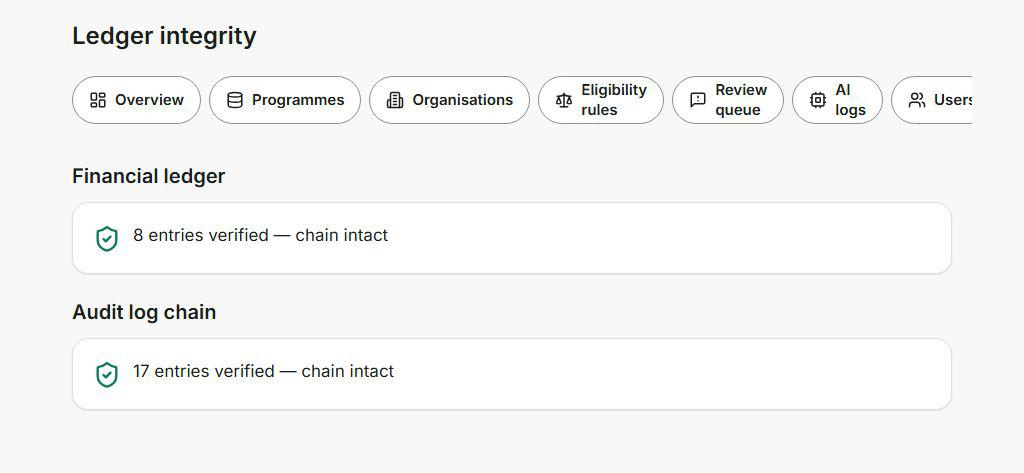 Ledger integrity
Overview
Programmes
Organisations
Eligibility
rules
Review
queue
AI
logs
Users
Financial ledger
8 entries verified — chain intact
Audit log chain
17 entries verified — chain intact